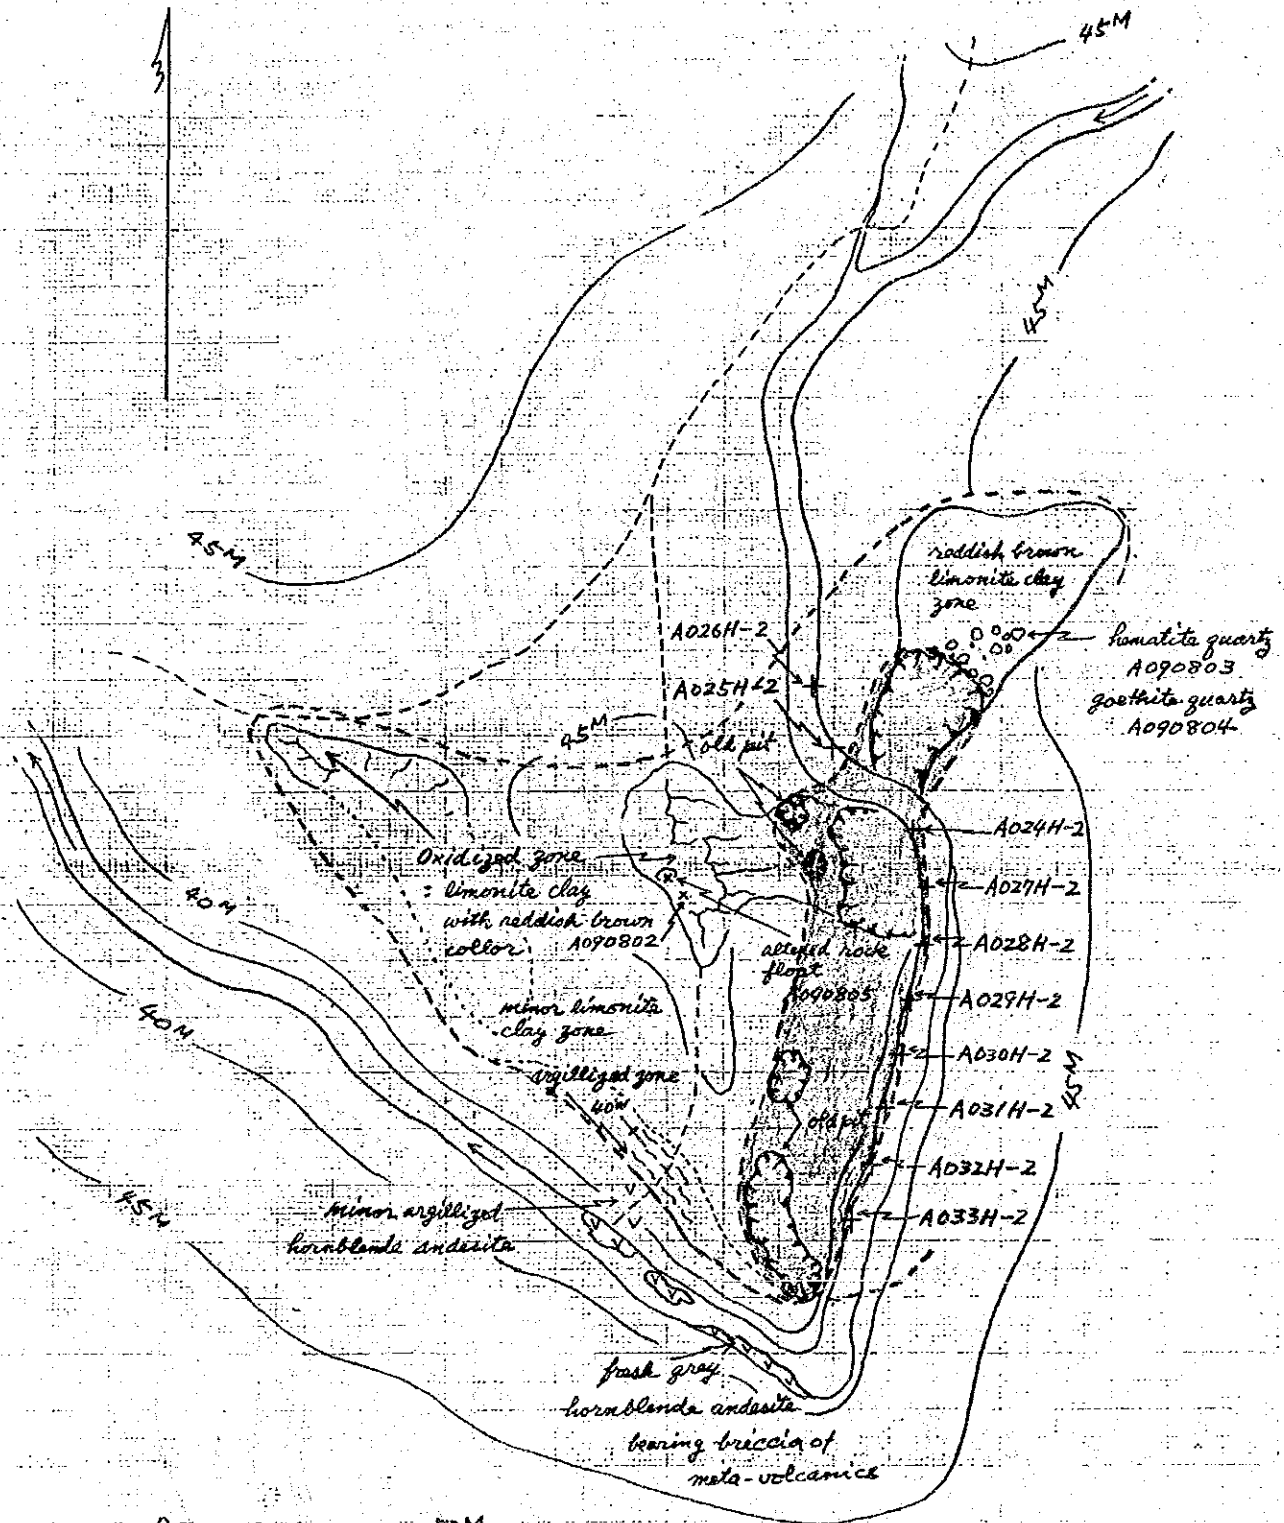 45M
45M
45M
reddish brown
limonite clay
zone
A026H-2
hematite quartz
A090803
goethite quartz
A090804
A025H-2
45M
old pit
A024H-2
Oxidized zone
: limonite clay
with reddish brown
collor
A027H-2
40M
A090802
altered rock
float
A090805
A028H-2
A029H-2
minor limonite
clay zone
40M
A030H-2
argillized zone
40M
45M
old pit
A031H-2
A032H-2
45M
minor argillized
hornblende andesite
A033H-2
fresh grey
hornblende andesite
bearing breccia of
meta-volcanics